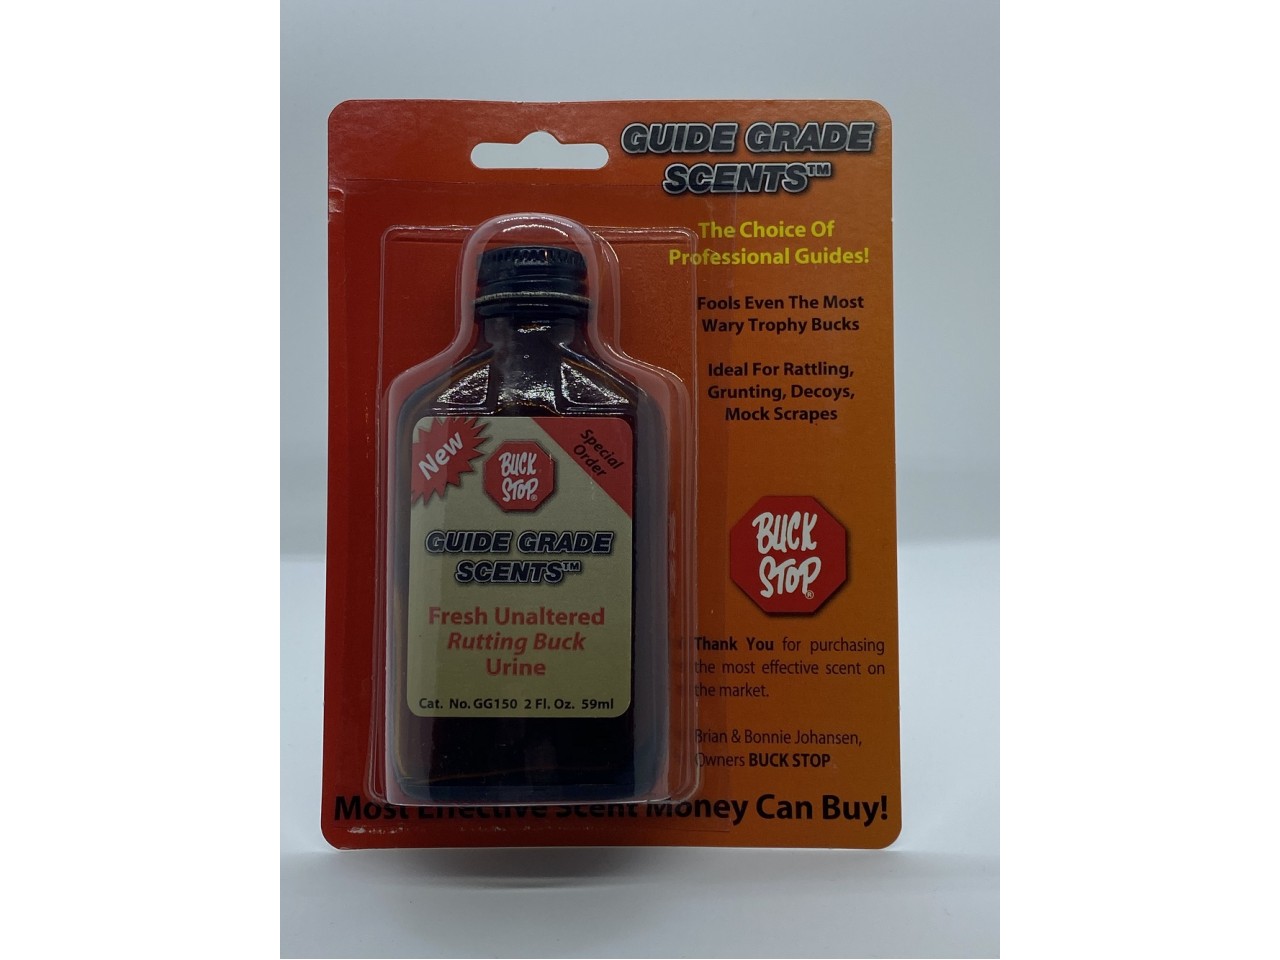 GUIDE GRADE
SCENTS™
The Choice Of
Professional Guides!
Fools Even The Most
Wary Trophy Bucks
Ideal For Rattling,
Grunting, Decoys,
Mock Scrapes
BUCK
STOP®
Thank You for purchasing
the most effective scent on
the market.
Brian & Bonnie Johansen,
Owners BUCK STOP
Most Effective Scent Money Can Buy!
New
BUCK
STOP®
Special
Order
GUIDE GRADE
SCENTS™
Fresh Unaltered
Rutting Buck
Urine
Cat. No. GG150 2 Fl. Oz. 59ml